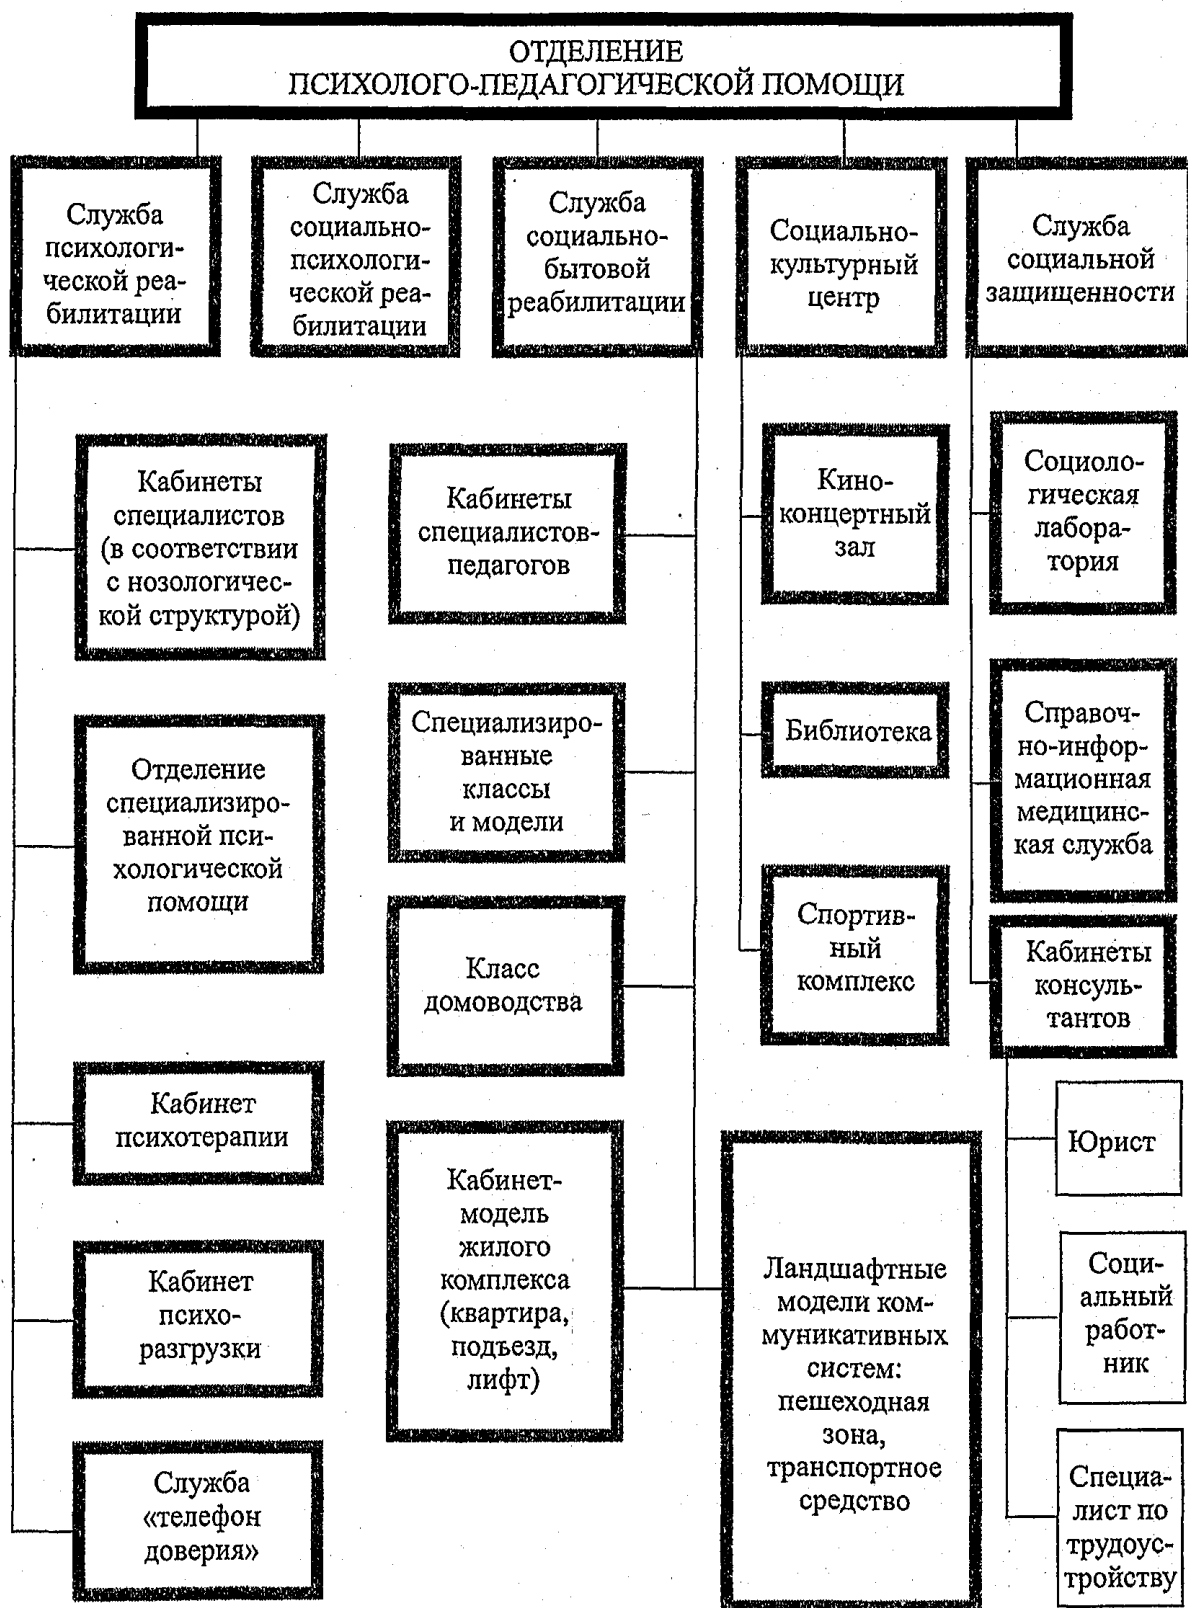 ОТДЕЛЕНИЕ
ПСИХОЛОГО-ПЕДАГОГИЧЕСКОЙ ПОМОЩИ
Служба
психологи-
ческой реа-
билитации
Служба
социально-
психологи-
ческой реа-
билитации
Служба
социально-
бытовой
реабилитации
Социально-
культурный
центр
Служба
социальной
защищенности
Кабинеты
специалистов
(в соответствии
с нозологичес-
кой структурой)
Отделение
специализиро-
ванной пси-
хологической
помощи
Кабинет
психотерапии
Кабинет
психо-
разгрузки
Служба
«телефон
доверия»
Кабинеты
специалистов-
педагогов
Специализиро-
ванные
классы
и модели
Класс
домоводства
Кабинет-
модель
жилого
комплекса
(квартира,
подъезд,
лифт)
Ландшафтные
модели ком-
муникативных
систем:
пешеходная
зона,
транспортное
средство
Кино-
концертный
зал
Библиотека
Спортив-
ный
комплекс
Социоло-
гическая
лабора-
тория
Справоч-
но-инфор-
мационная
медицинс-
кая служба
Кабинеты
консуль-
тантов
Юрист
Соци-
альный
работ-
ник
Специа-
лист по
трудоус-
тройству